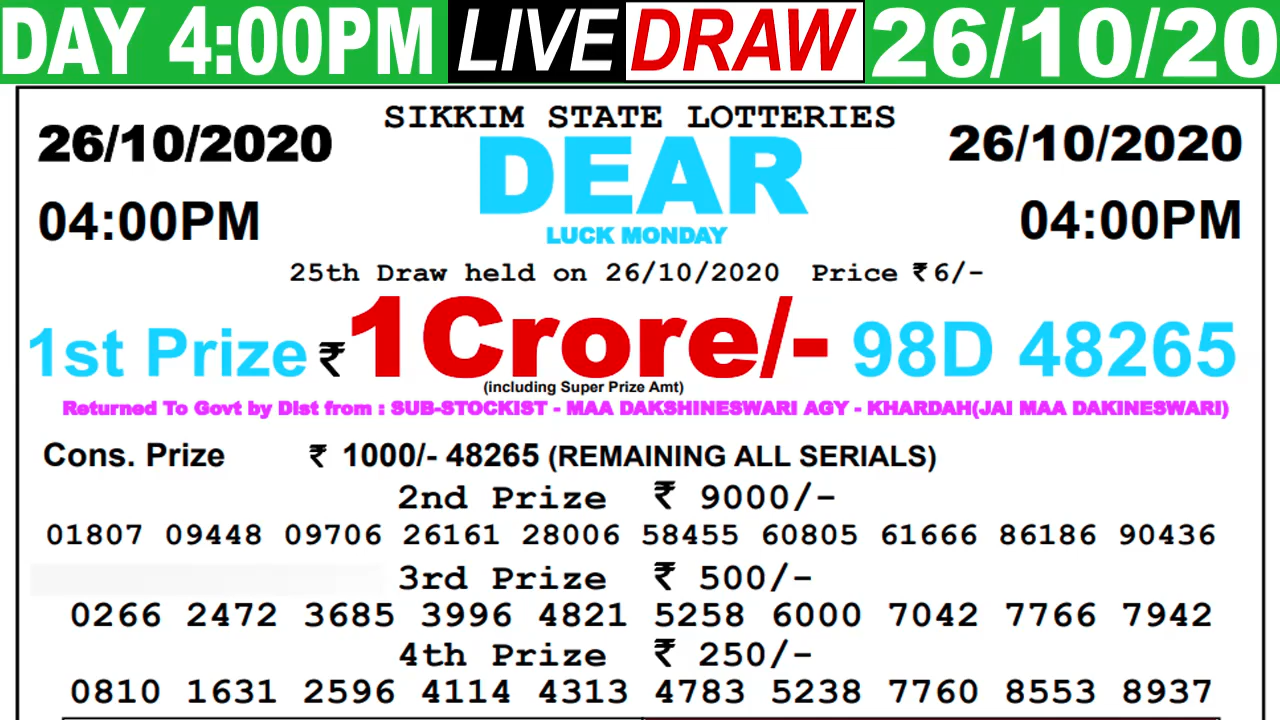 DAY 4:00PM LIVE DRAW 26/10/20
SIKKIM STATE LOTTERIES
26/10/2020 DEAR 26/10/2020
04:00PM LUCK MONDAY 04:00PM
25th Draw held on 26/10/2020 Price ₹6/-
1st Prize ₹1Crore/- 98D 48265
(including Super Prize Amt)
Returned To Govt by Dist from : SUB-STOCKIST - MAA DAKSHINESWARI AGY - KHARDAH(JAI MAA DAKINESWARI)
Cons. Prize ₹ 1000/- 48265 (REMAINING ALL SERIALS)
2nd Prize ₹ 9000/-
01807 09448 09706 26161 28006 58455 60805 61666 86186 90436
3rd Prize ₹ 500/-
0266 2472 3685 3996 4821 5258 6000 7042 7766 7942
4th Prize ₹ 250/-
0810 1631 2596 4114 4313 4783 5238 7760 8553 8937